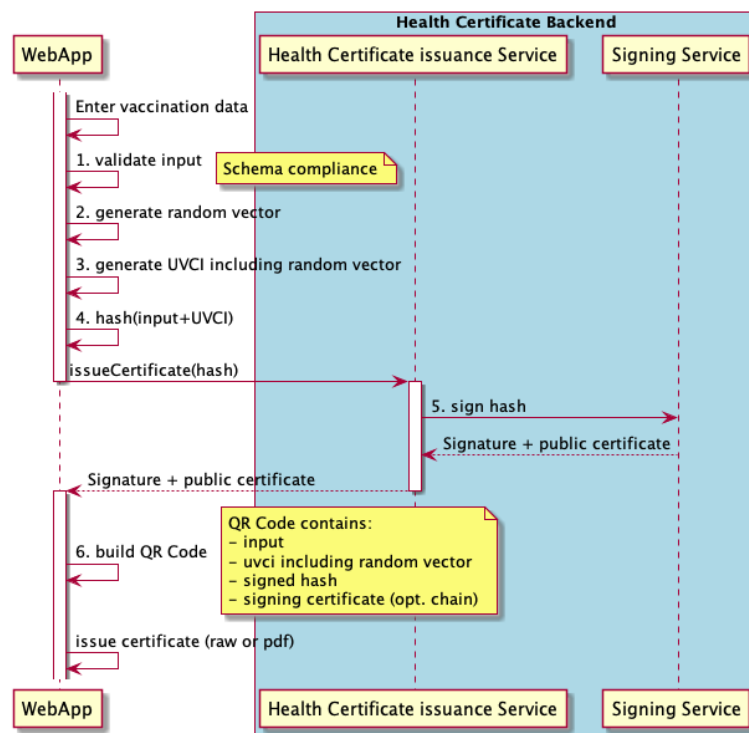 Health Certificate Backend
WebApp
Health Certificate issuance Service
Signing Service
Enter vaccination data
1. validate input
Schema compliance
2. generate random vector
3. generate UVCI including random vector
4. hash(input+UVCI)
issueCertificate(hash)
5. sign hash
Signature + public certificate
Signature + public certificate
QR Code contains:
- input
- uvci including random vector
- signed hash
- signing certificate (opt. chain)
6. build QR Code
issue certificate (raw or pdf)
WebApp
Health Certificate issuance Service
Signing Service